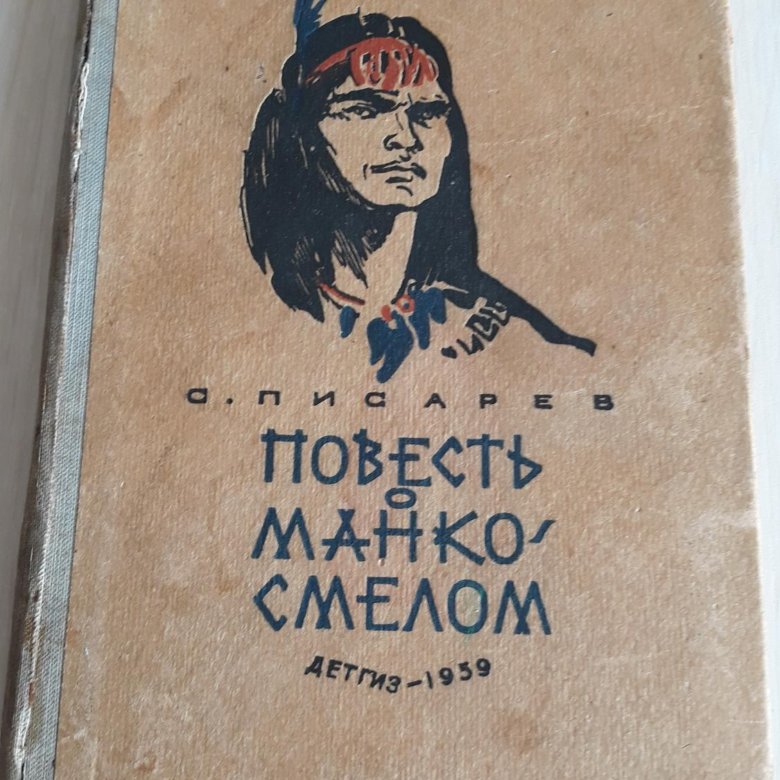 С. ПИСАРЕВ
ПОВЕСТЬ
О
МАНКО-
СМЕЛОМ
ДЕТГИЗ-1959